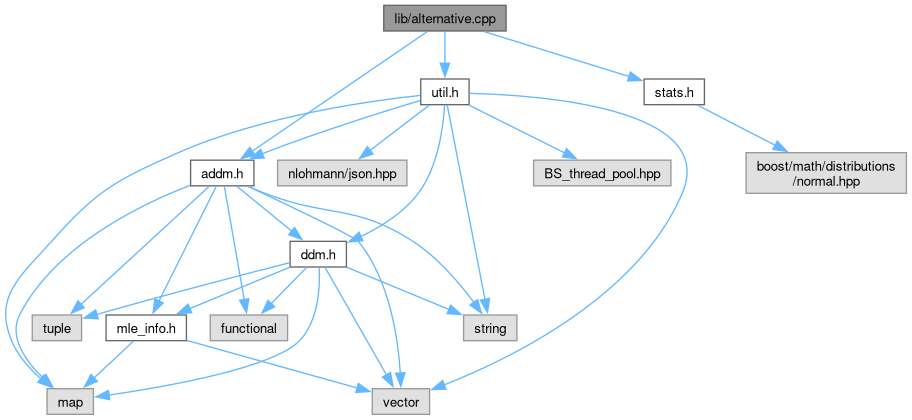 lib/alternative.cpp
util.h
stats.h
addm.h
nlohmann/json.hpp
BS_thread_pool.hpp
boost/math/distributions
/normal.hpp
ddm.h
tuple
mle_info.h
functional
string
map
vector